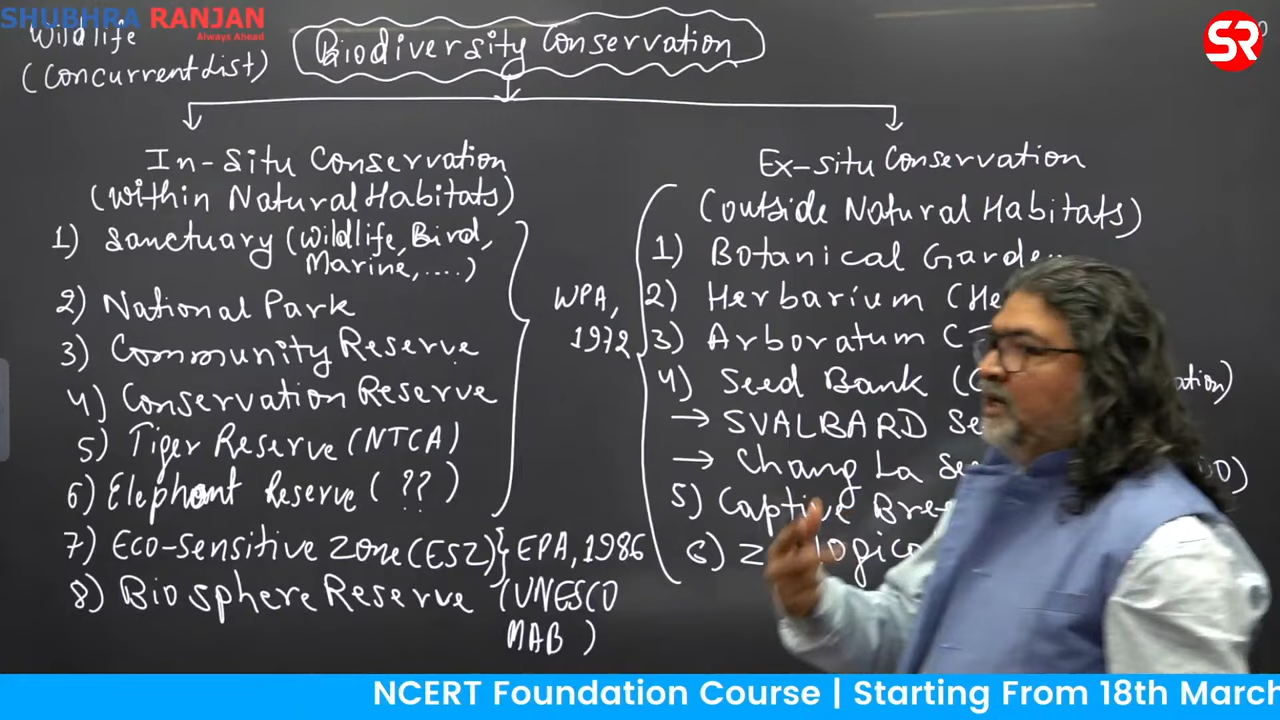 SHUBHRA RANJAN
Always Ahead
SR
Wildlife
(Concurrent List)
Biodiversity Conservation
In-situ Conservation
(Within Natural Habitats)
1) Sanctuary (Wildlife, Bird,
Marine, ....)
2) National Park
3) Community Reserve
4) Conservation Reserve
5) Tiger Reserve (NTCA)
6) Elephant Reserve (??)
WPA,
1972
7) Eco-Sensitive Zone (ESZ)} EPA, 1986
8) Biosphere Reserve (UNESCO
MAB)
Ex-situ Conservation
(outside Natural Habitats)
1) Botanical Garden
2) Herbarium (He
3) Arboratum (
4) Seed Bank (
→ SVALBARD Se
→ Chang La Se
5) Captive Bre
6)
NCERT Foundation Course | Starting From 18th March